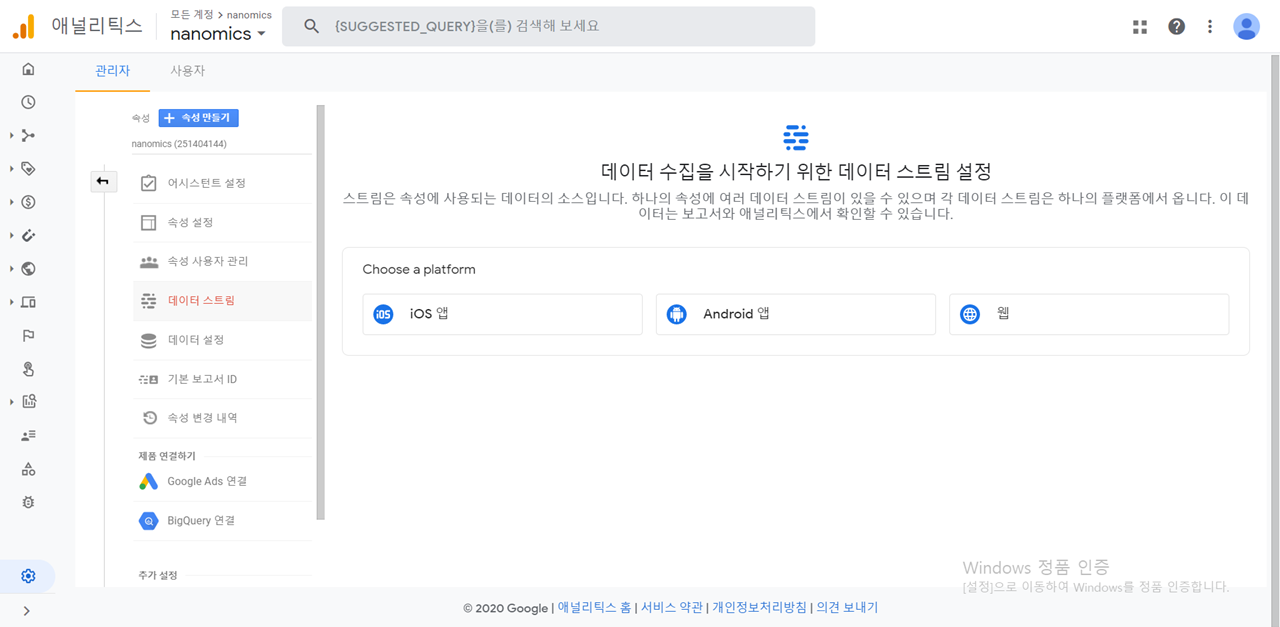 애널리틱스
모든 계정 > nanomics
nanomics
{SUGGESTED_QUERY}을(를) 검색해 보세요
관리자
사용자
속성
+ 속성 만들기
nanomics (251404144)
어시스턴트 설정
속성 설정
속성 사용자 관리
데이터 스트림
데이터 설정
기본 보고서 ID
속성 변경 내역
제품 연결하기
Google Ads 연결
BigQuery 연결
추가 설정
데이터 수집을 시작하기 위한 데이터 스트림 설정
스트림은 속성에 사용되는 데이터의 소스입니다. 하나의 속성에 여러 데이터 스트림이 있을 수 있으며 각 데이터 스트림은 하나의 플랫폼에서 옵니다. 이 데
이터는 보고서와 애널리틱스에서 확인할 수 있습니다.
Choose a platform
iOS iOS 앱
Android 앱
웹
Windows 정품 인증
[설정]으로 이동하여 Windows를 정품 인증합니다.
© 2020 Google | 애널리틱스 홈 | 서비스 약관 | 개인정보처리방침 | 의견 보내기